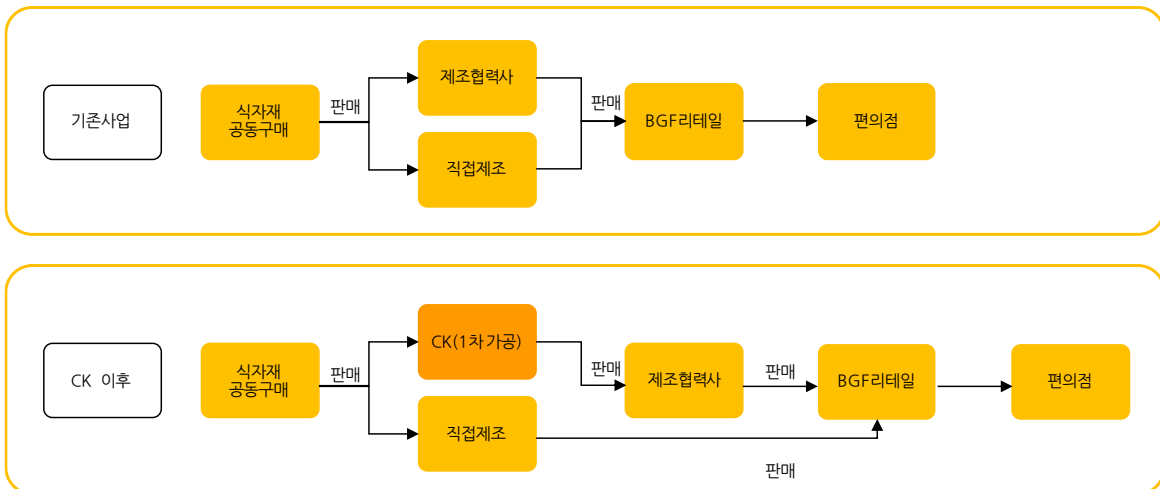 기존사업
식자재
공동구매
판매
제조협력사
직접제조
판매
BGF리테일
편의점
CK 이후
식자재
공동구매
판매
CK(1차 가공)
직접제조
판매
제조협력사
판매
BGF리테일
편의점
판매